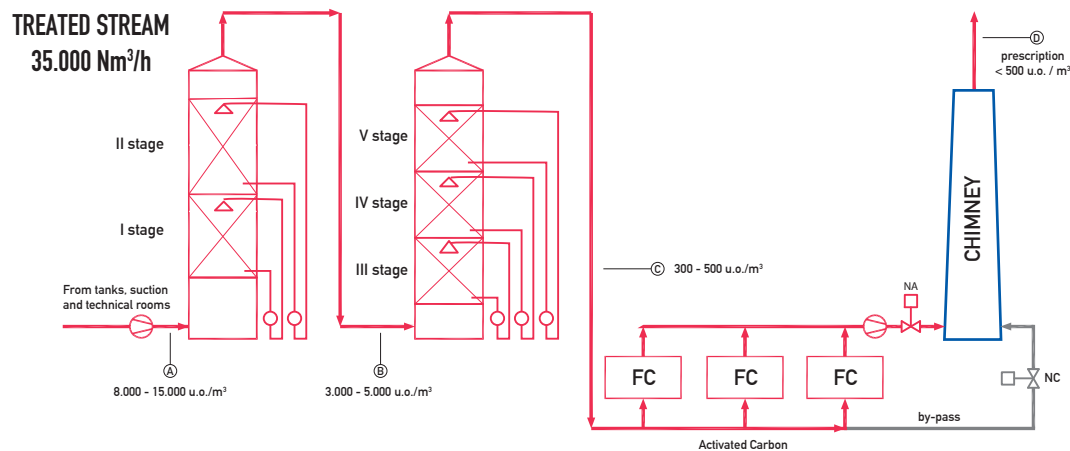 TREATED STREAM
35.000 Nm³/h
II stage
I stage
From tanks, suction
and technical rooms
A
8.000 - 15.000 u.o./m³
V stage
IV stage
III stage
B
3.000 - 5.000 u.o./m³
C 300 - 500 u.o./m³
D
prescription
< 500 u.o. / m³
CHIMNEY
NA
FC
FC
FC
NC
by-pass
Activated Carbon